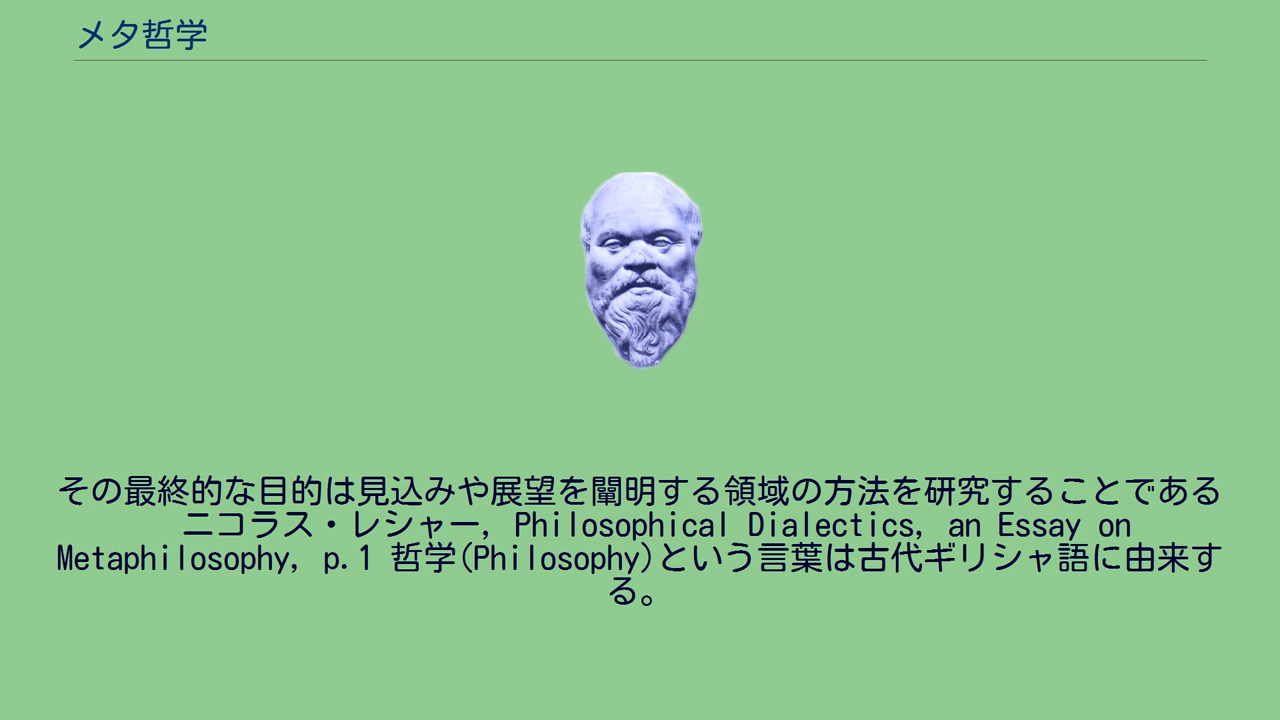 メタ哲学
その最終的な目的は見込みや展望を闡明する領域の方法を研究することである
ニコラス・レシャー, Philosophical Dialectics, an Essay on
Metaphilosophy, p.1 哲学(Philosophy)という言葉は古代ギリシャ語に由来す
る。